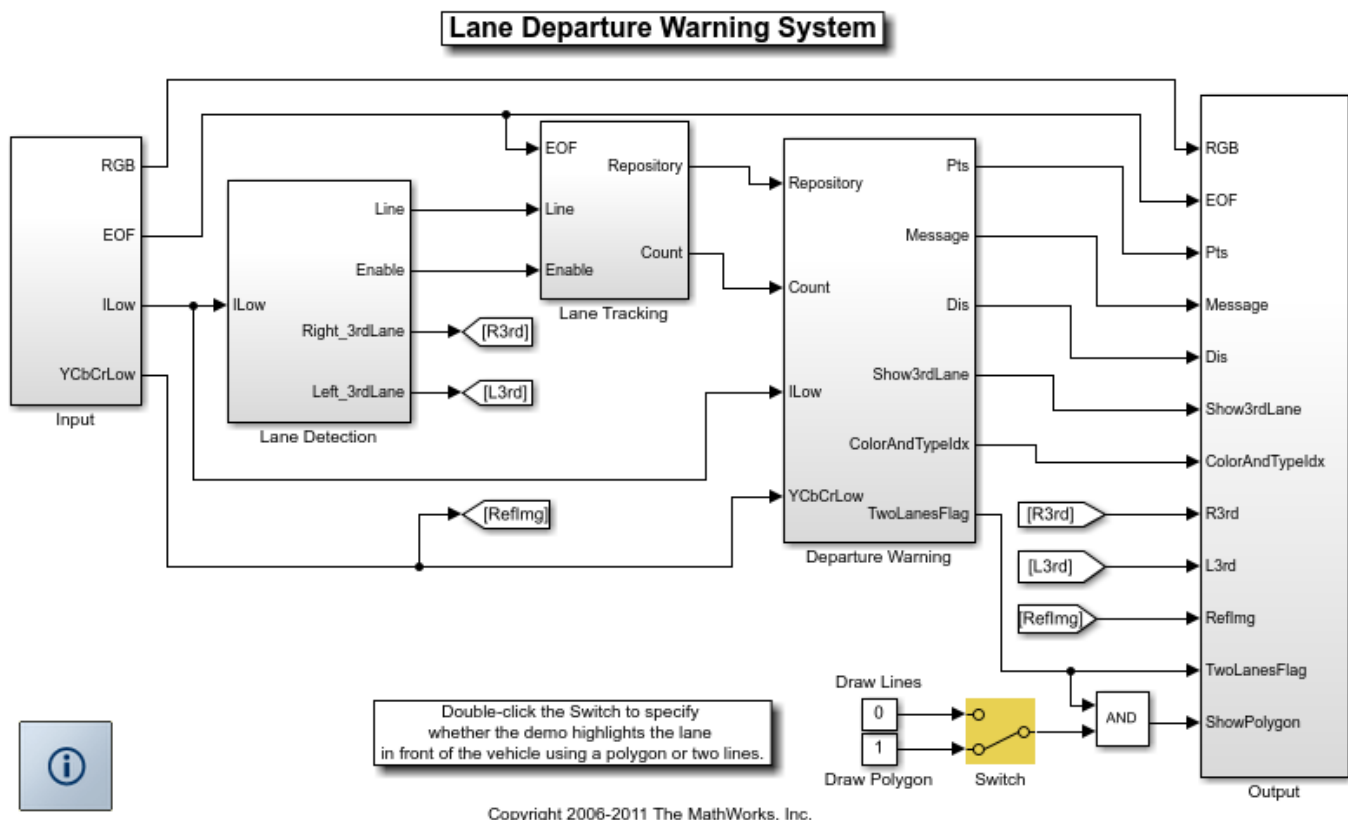 Lane Departure Warning System
RGB
EOF
ILow
YCbCrLow
Input
ILow
Line
Enable
Right_3rdLane
Left_3rdLane
Lane Detection
[R3rd]
[L3rd]
[RefImg]
EOF
Line
Enable
Repository
Count
Lane Tracking
Repository
Count
ILow
YCbCrLow
Pts
Message
Dis
Show3rdLane
ColorAndTypeIdx
TwoLanesFlag
Departure Warning
[R3rd]
[L3rd]
[RefImg]
Draw Lines
0
1
Draw Polygon
Switch
AND
RGB
EOF
Pts
Message
Dis
Show3rdLane
ColorAndTypeIdx
R3rd
L3rd
RefImg
TwoLanesFlag
ShowPolygon
Output
Double-click the Switch to specify
whether the demo highlights the lane
in front of the vehicle using a polygon or two lines.
i
Copyright 2006-2011 The MathWorks, Inc.